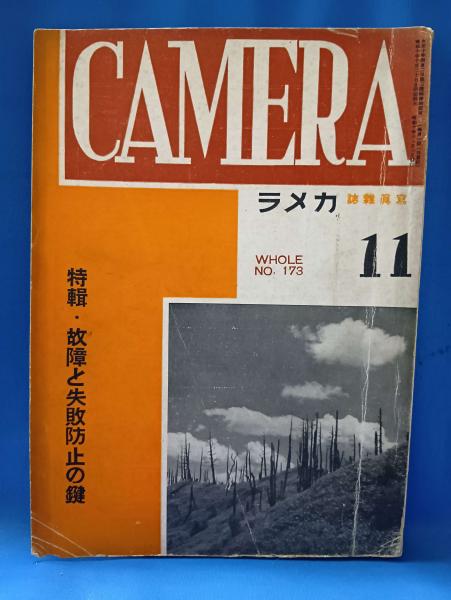 CAMERA
寫眞雜誌 カメラ
WHOLE
NO. 173
11
特輯・故障と失敗防止の鍵